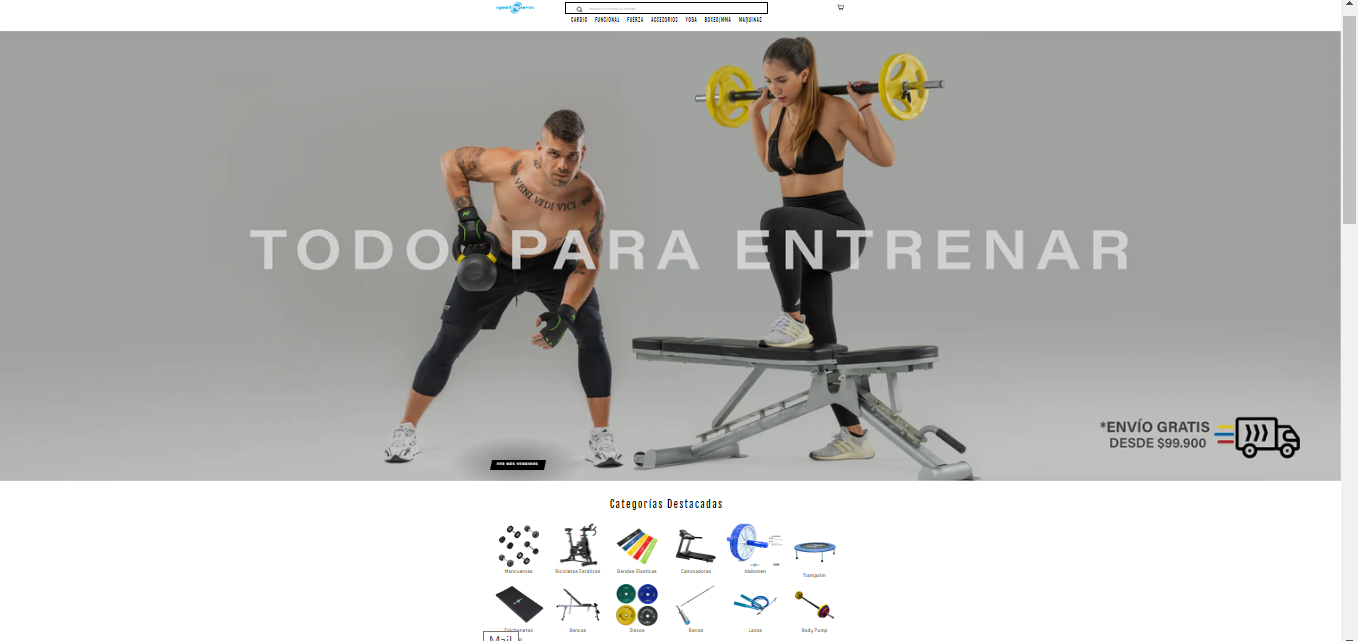 CARDIO FUNCIONAL FUERZA ACCESORIOS YOGA BOXEO/MMA MAQUINAS
VENI VIDI VICI
TODO PARA ENTRENAR
*ENVÍO GRATIS
DESDE $99.900
VER MÁS VENDIDOS
Categorías Destacadas
Mancuernas Bicicletas Estáticas Bandas Elasticas Caminadoras Abdomen Trampolin
Colchonetas Bancos Discos Barras Lazos Body Pump
Mail